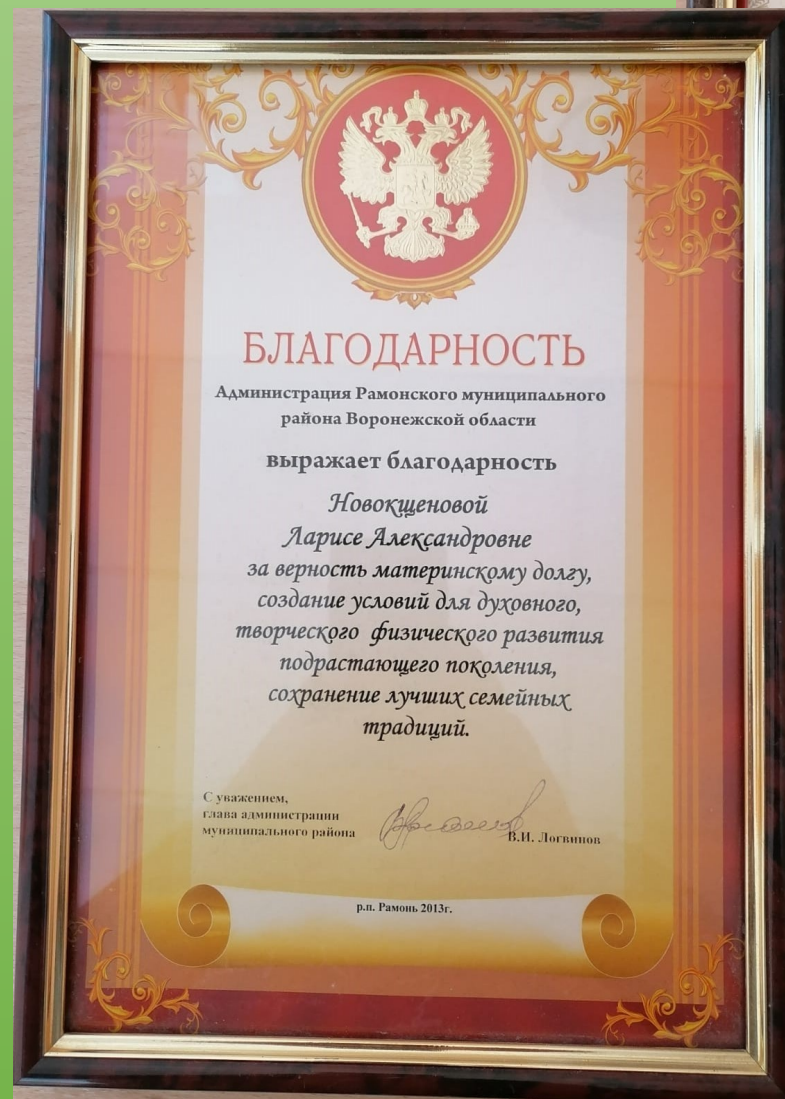 БЛАГОДАРНОСТЬ
Администрация Рамонского муниципального
района Воронежской области
выражает благодарность
Новокщеновой
Ларисе Александровне
за верность материнскому долгу,
создание условий для духовного,
творческого физического развития
подрастающего поколения,
сохранение лучших семейных
традиций.
С уважением,
глава администрации
муниципального района
В.И. Логвинов
р.п. Рамонь 2013г.